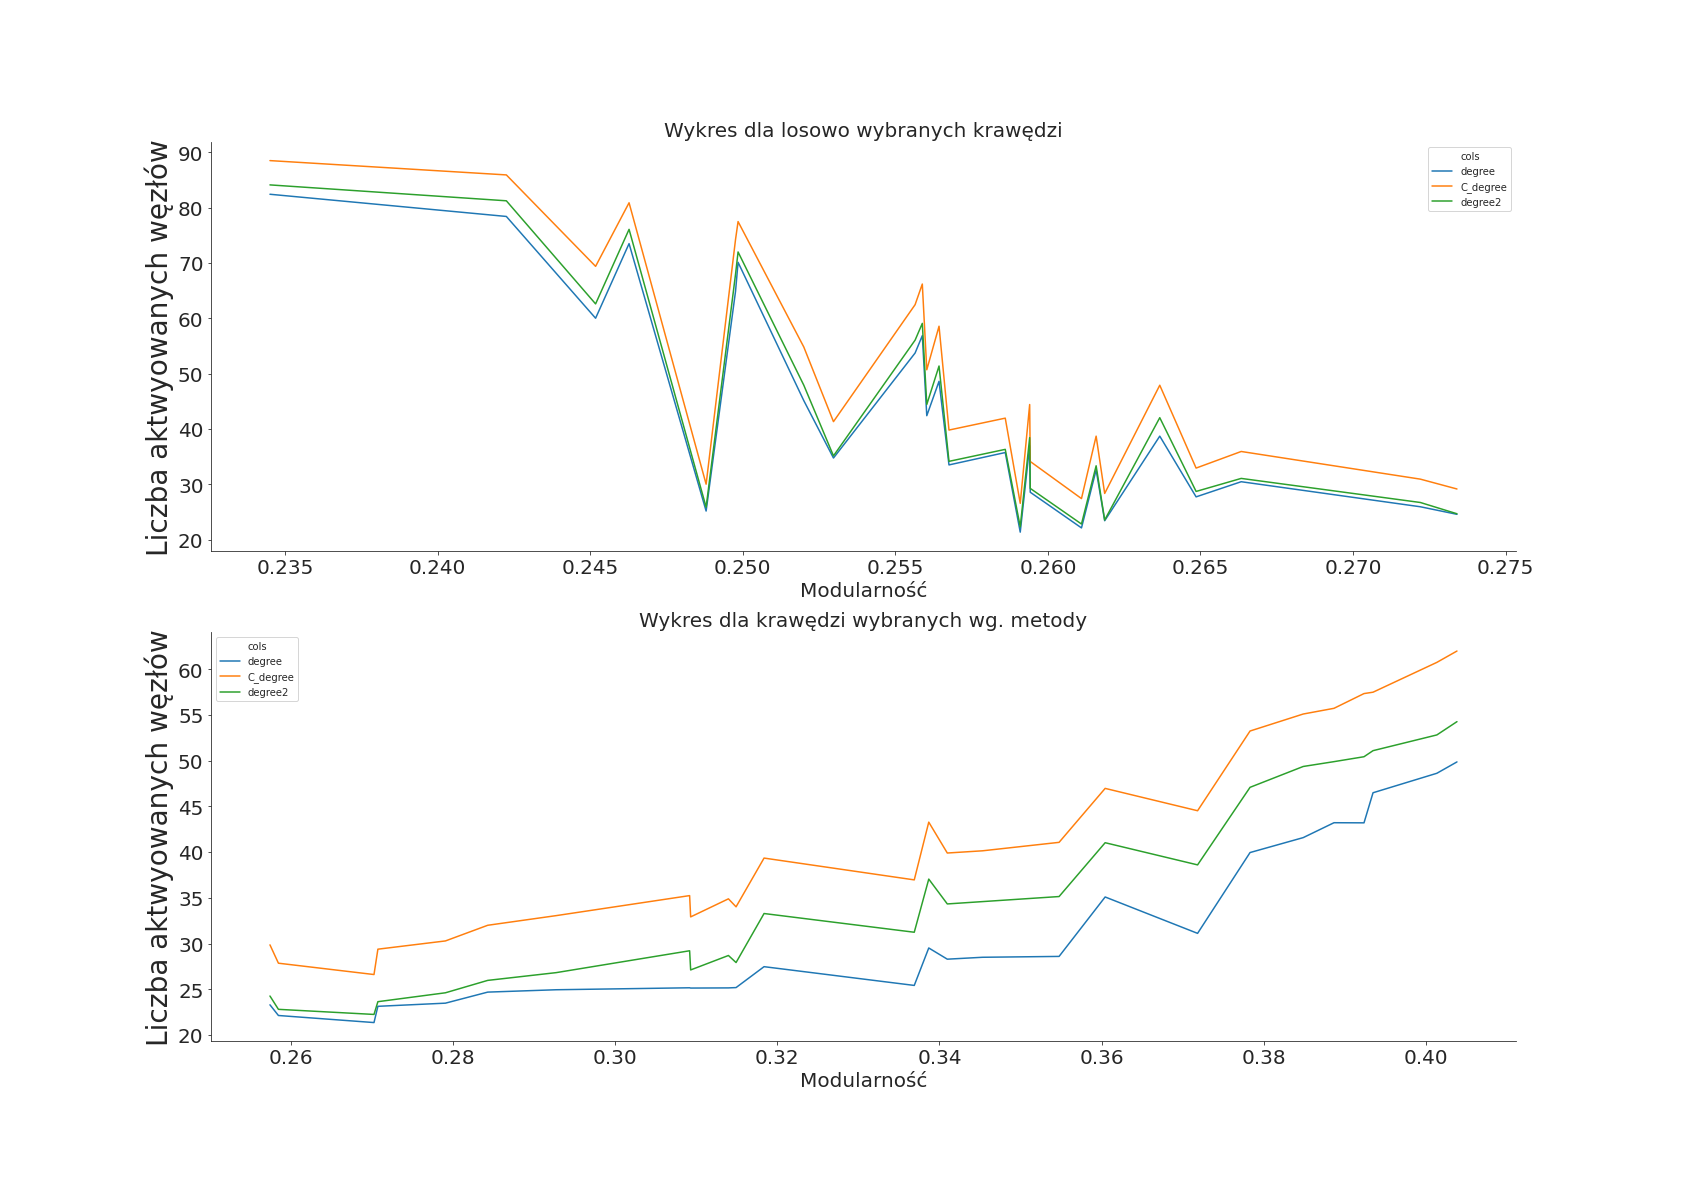 Wykres dla losowo wybranych krawędzi
Liczba aktwyowanych węzłów
90
80
70
60
50
40
30
20
cols
degree
C_degree
degree2
0.235 0.240 0.245 0.250 0.255 0.260 0.265 0.270 0.275
Modularność
Wykres dla krawędzi wybranych wg. metody
Liczba aktwyowanych węzłów
60
55
50
45
40
35
30
25
20
cols
degree
C_degree
degree2
0.26 0.28 0.30 0.32 0.34 0.36 0.38 0.40
Modularność